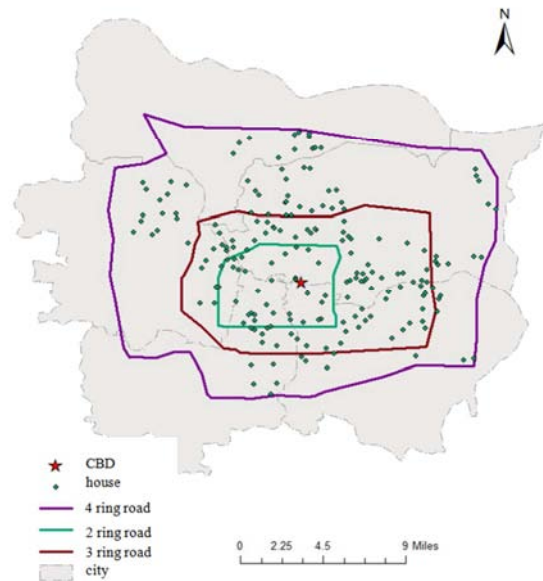 N
CBD
house
4 ring road
2 ring road
3 ring road
city
0 2.25 4.5 9 Miles